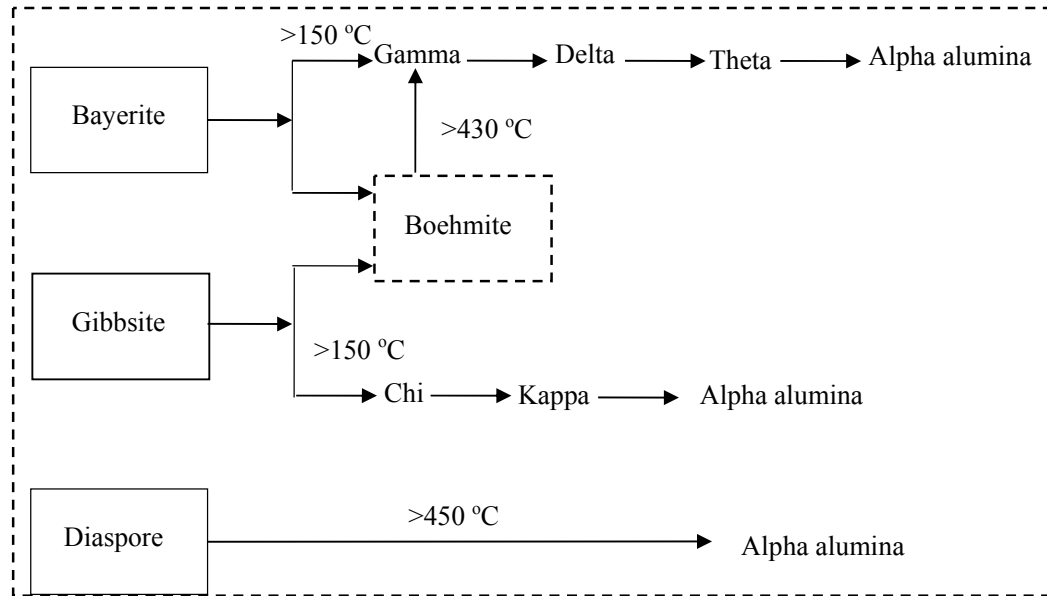 >150 ºC
Gamma
Delta
Theta
Alpha alumina
Bayerite
>430 ºC
Boehmite
Gibbsite
>150 ºC
Chi
Kappa
Alpha alumina
>450 ºC
Diaspore
Alpha alumina